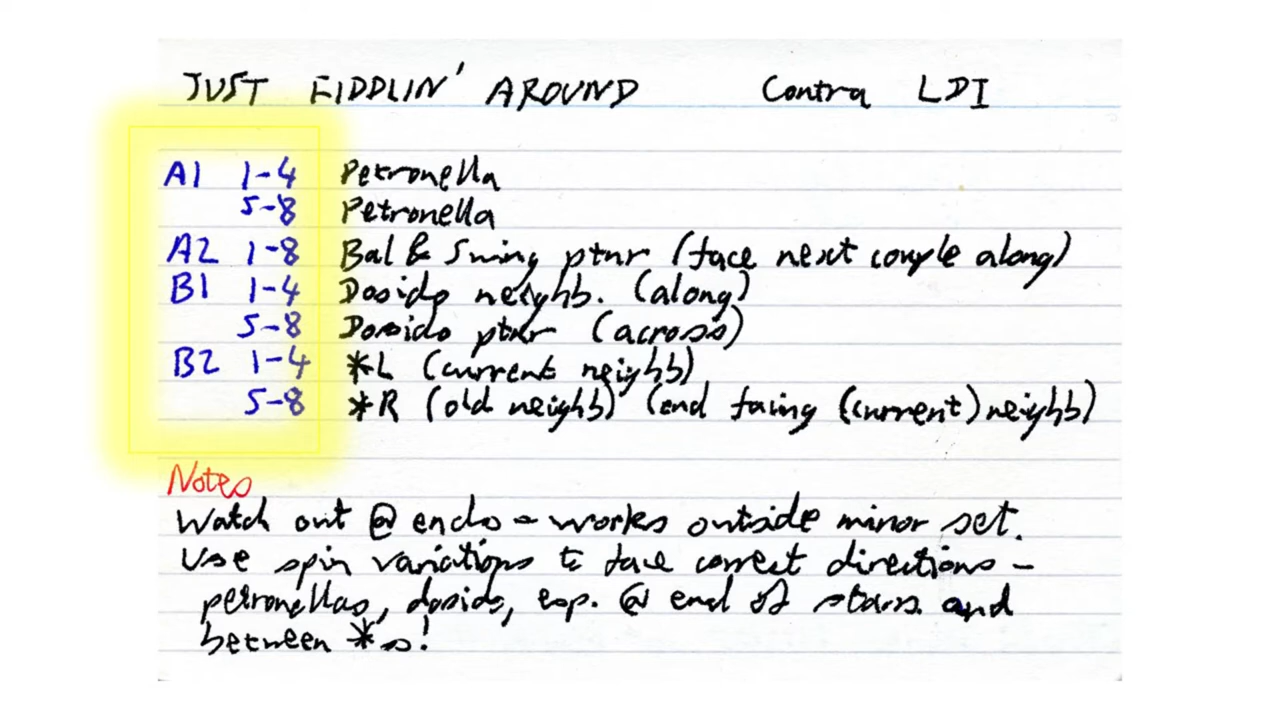 JUST FIDDLIN' AROUND Contra LDI
A1 1-4 Petronella
5-8 Petronella
A2 1-8 Bal & Swing ptnr (face next couple along)
B1 1-4 Dosido neighb. (along)
5-8 Dosido ptnr (across)
B2 1-4 *L (current neighb)
5-8 *R (old neighb) (end facing (current) neighb)
Notes
Watch out @ ends - works outside minor set.
Use spin variations to face correct directions -
petronellas, dosido, esp. @ end of stars and
between *s!